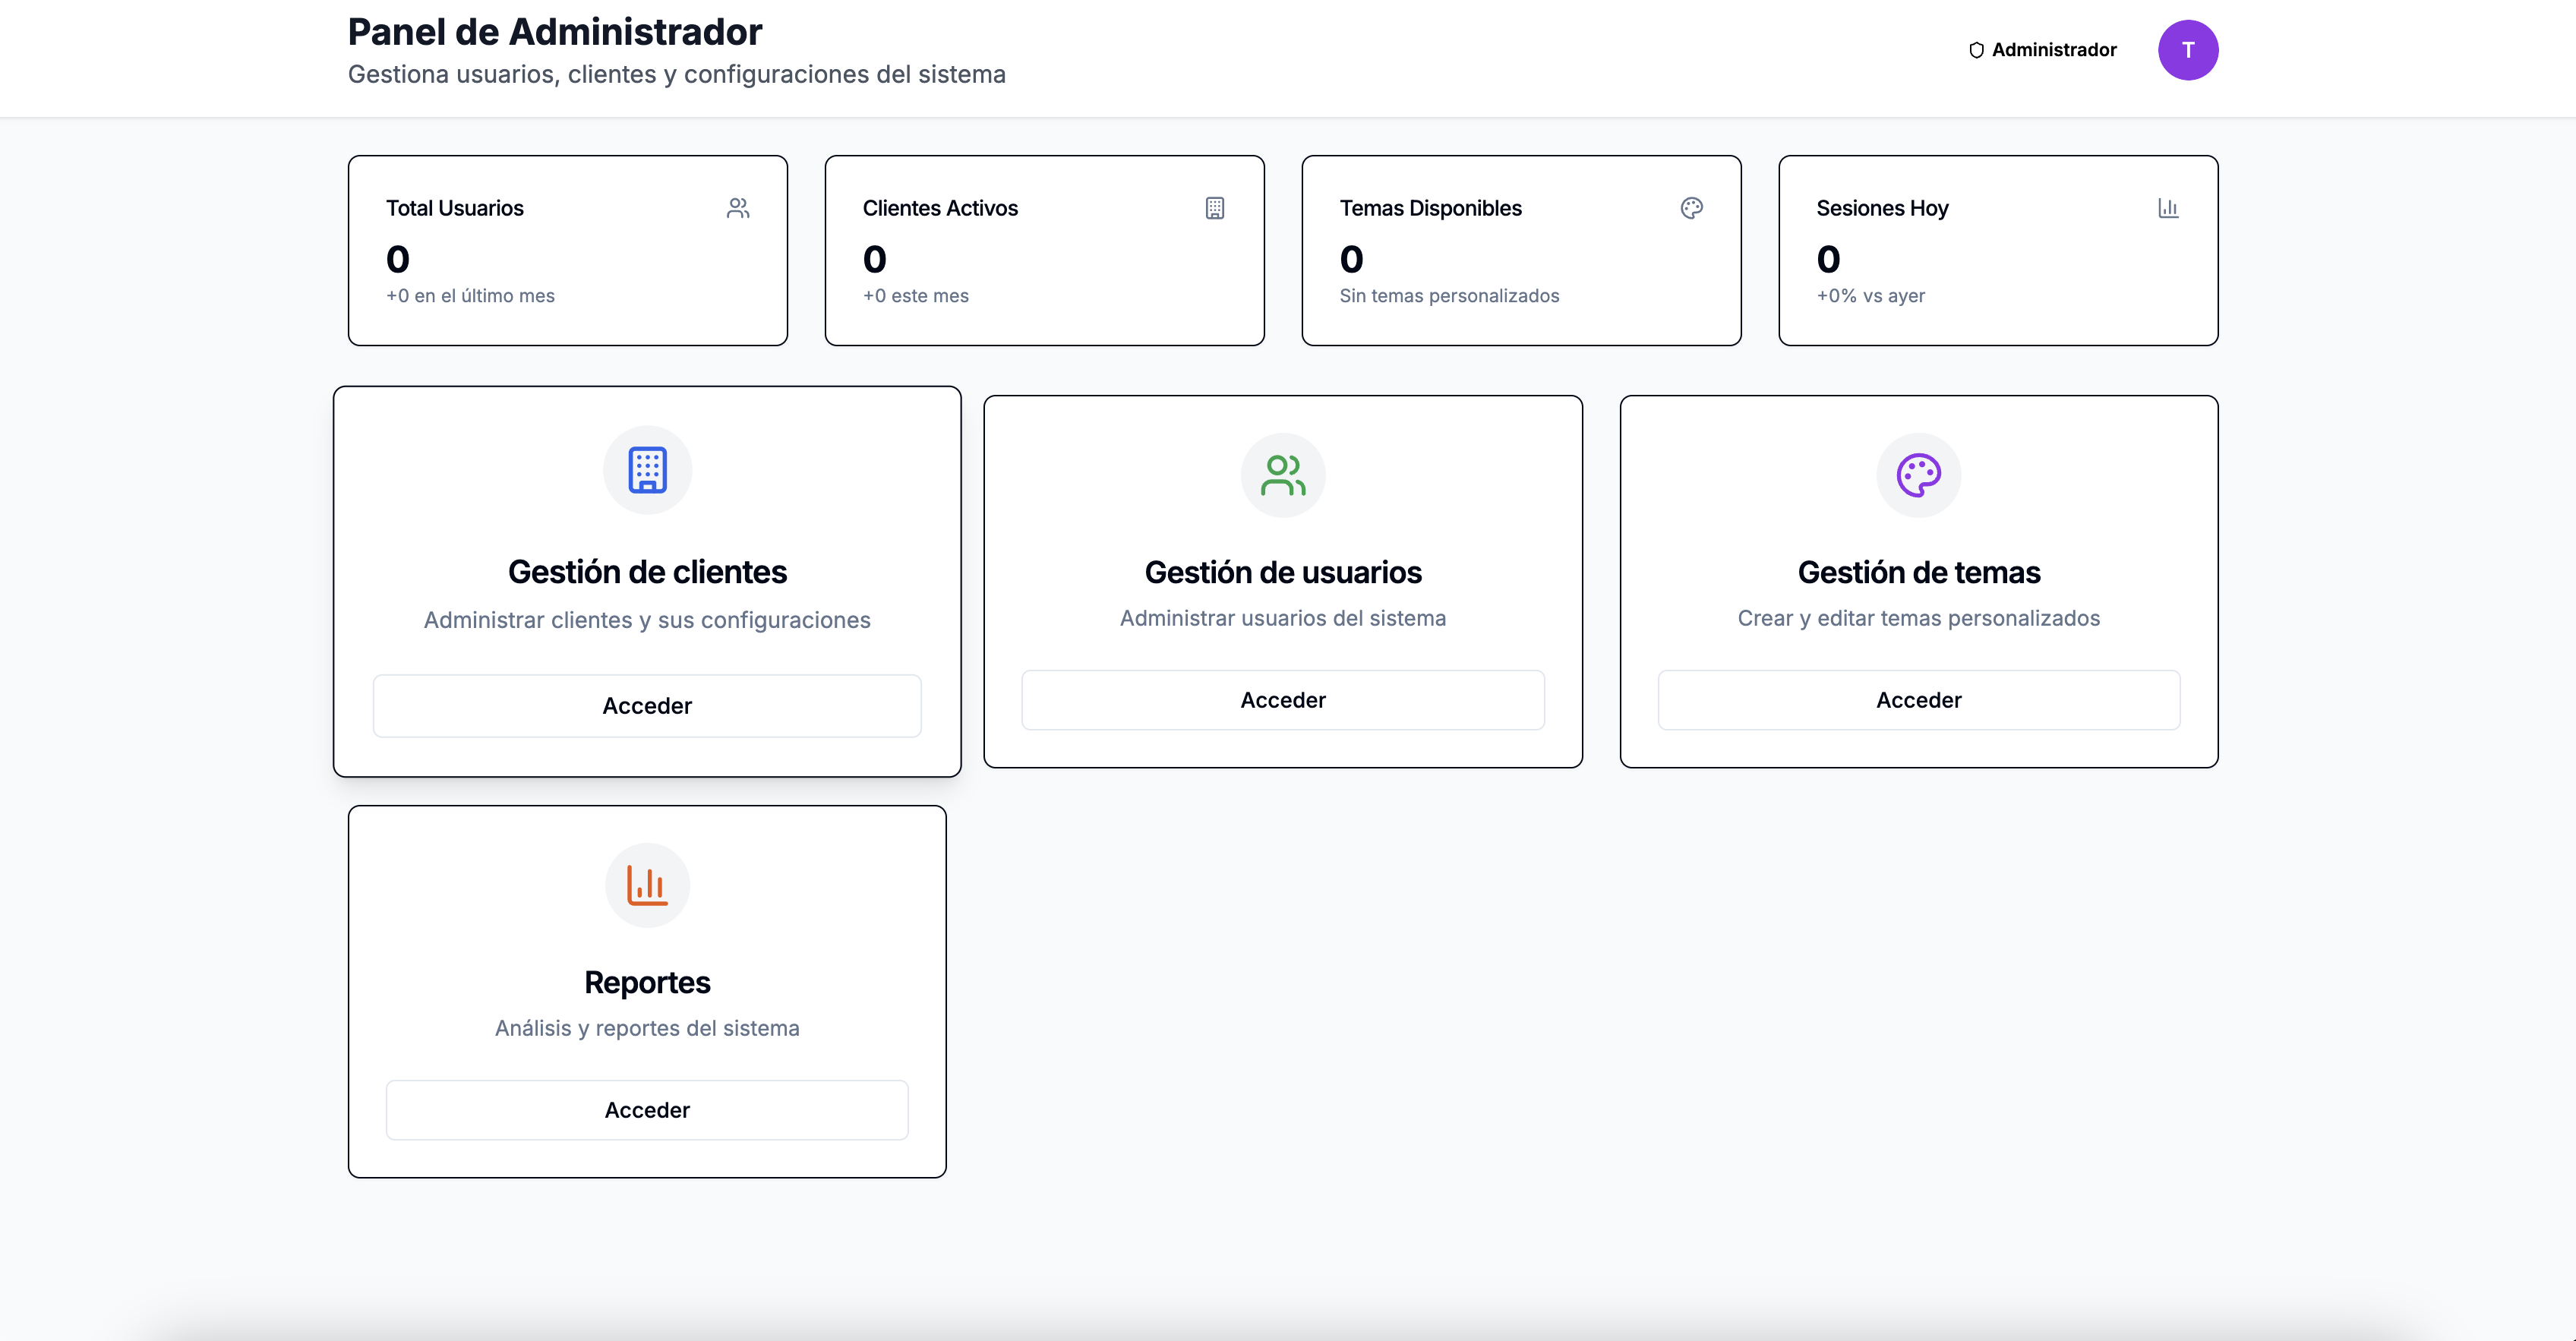 Panel de Administrador
Gestiona usuarios, clientes y configuraciones del sistema
Administrador
T
Total Usuarios
0
+0 en el último mes
Clientes Activos
0
+0 este mes
Temas Disponibles
0
Sin temas personalizados
Sesiones Hoy
0
+0% vs ayer
Gestión de clientes
Administrar clientes y sus configuraciones
Acceder
Gestión de usuarios
Administrar usuarios del sistema
Acceder
Gestión de temas
Crear y editar temas personalizados
Acceder
Reportes
Análisis y reportes del sistema
Acceder